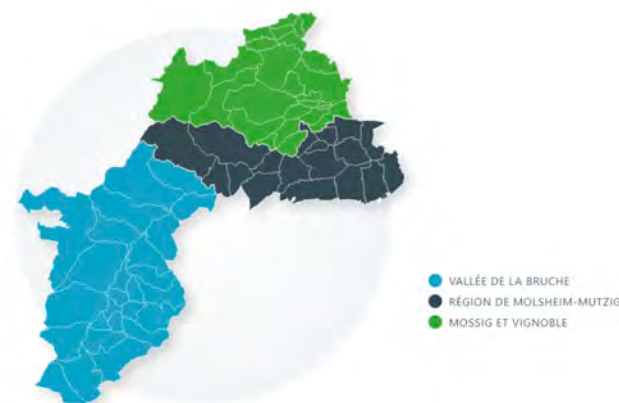 VALLÉE DE LA BRUCHE
RÉGION DE MOLSHEIM-MUTZIG
MOSSIG ET VIGNOBLE